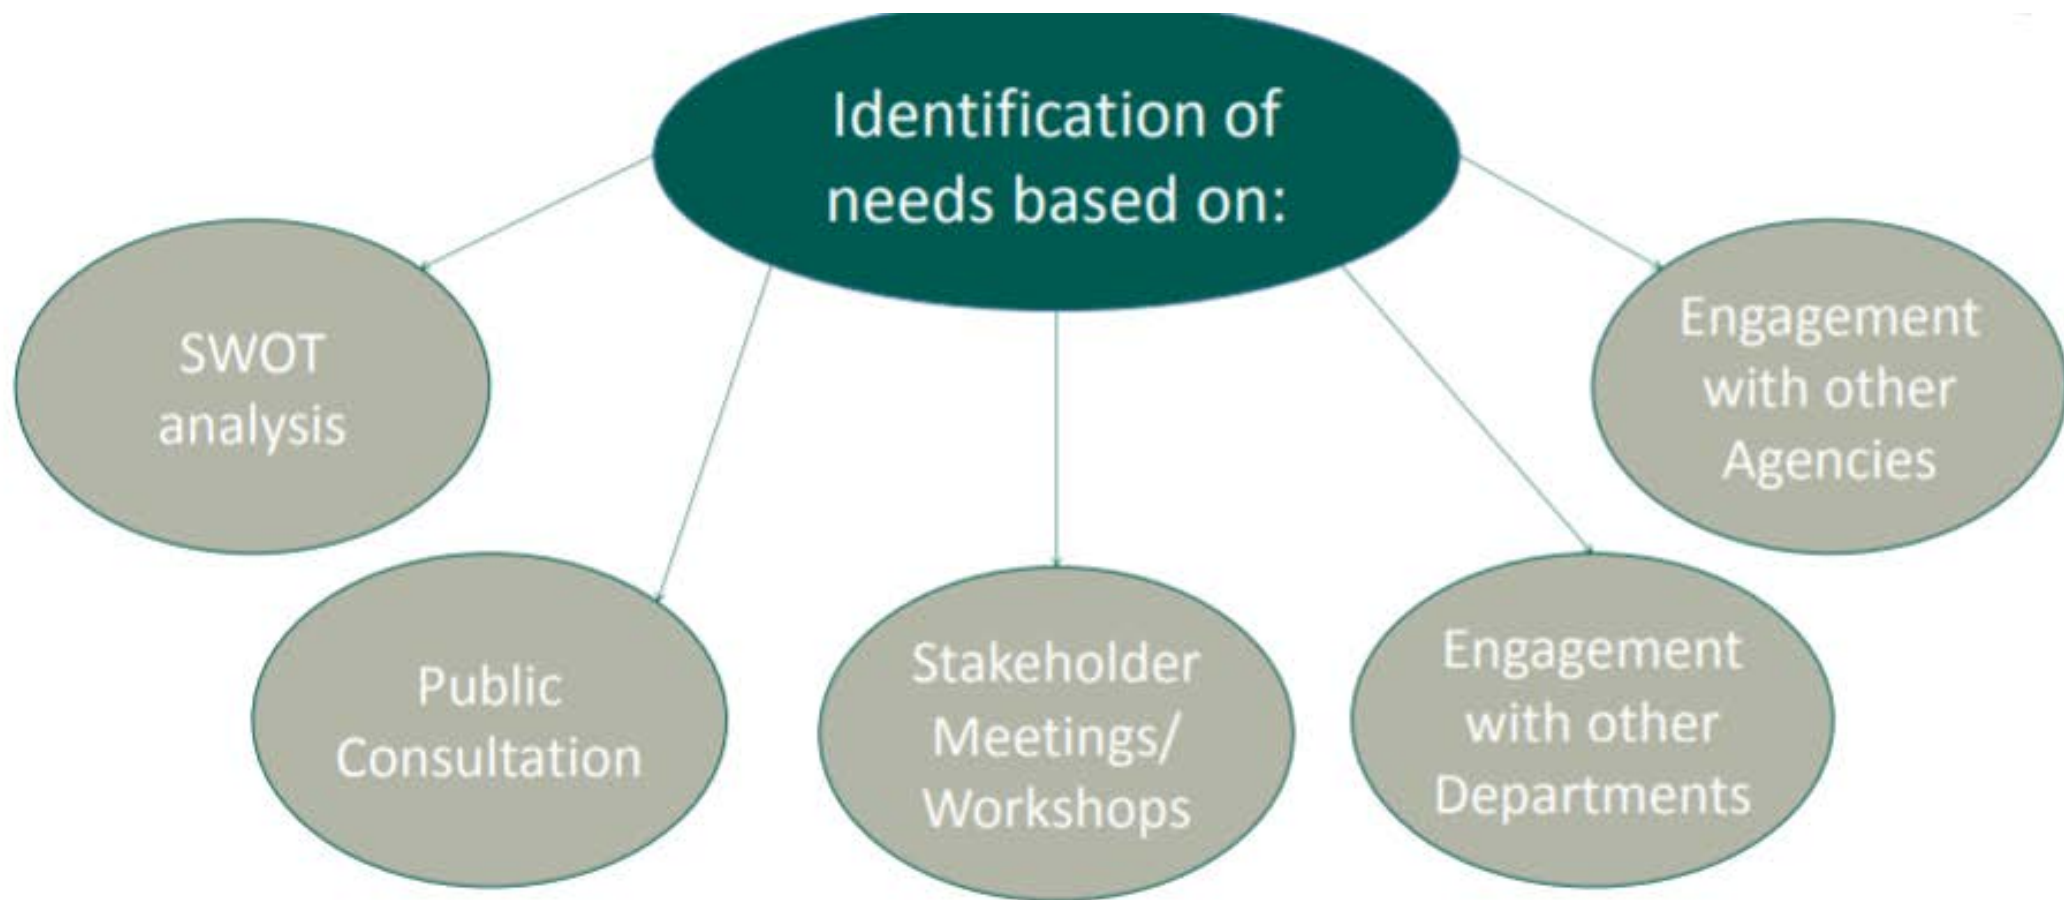 Identification of
needs based on:
SWOT
analysis
Public
Consultation
Stakeholder
Meetings/
Workshops
Engagement
with other
Departments
Engagement
with other
Agencies